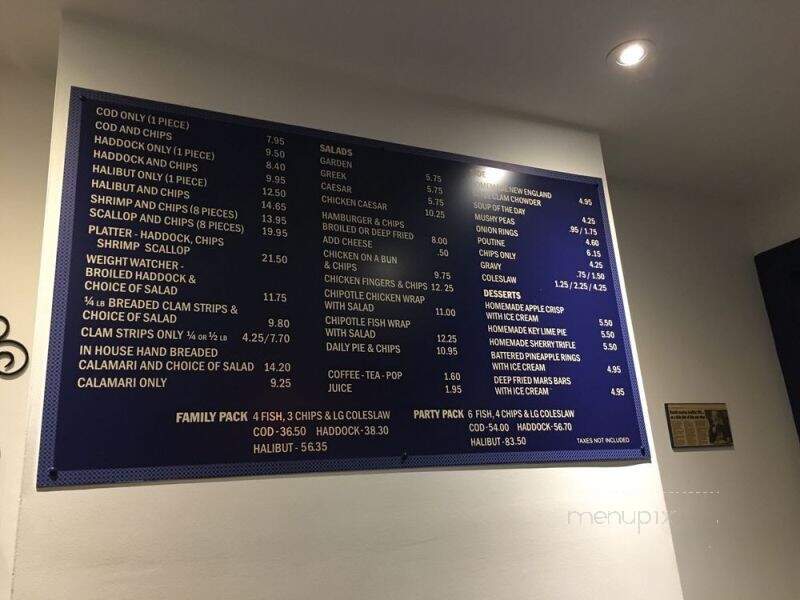 COD ONLY (1 PIECE) 7.95
COD AND CHIPS 9.50
HADDOCK ONLY (1 PIECE) 8.40
HADDOCK AND CHIPS 9.95
HALIBUT ONLY (1 PIECE) 12.50
HALIBUT AND CHIPS 14.65
SHRIMP AND CHIPS (8 PIECES) 13.95
SCALLOP AND CHIPS (8 PIECES) 19.95
PLATTER - HADDOCK, CHIPS
SHRIMP SCALLOP 21.50
WEIGHT WATCHER -
BROILED HADDOCK &
CHOICE OF SALAD 11.75
¼ LB BREADED CLAM STRIPS &
CHOICE OF SALAD 9.80
CLAM STRIPS ONLY ¼ OR ½ LB 4.25/7.70
IN HOUSE HAND BREADED
CALAMARI AND CHOICE OF SALAD 14.20
CALAMARI ONLY 9.25
SALADS
GARDEN 5.75
GREEK 5.75
CAESAR 5.75
CHICKEN CAESAR 10.25
HAMBURGER & CHIPS
BROILED OR DEEP FRIED 8.00
ADD CHEESE .50
CHICKEN ON A BUN
& CHIPS 9.75
CHICKEN FINGERS & CHIPS 12.25
CHIPOTLE CHICKEN WRAP
WITH SALAD 11.00
CHIPOTLE FISH WRAP
WITH SALAD 12.25
DAILY PIE & CHIPS 10.95
COFFEE - TEA - POP 1.60
JUICE 1.95
NEW ENGLAND
CLAM CHOWDER 4.95
SOUP OF THE DAY 4.25
MUSHY PEAS .95 / 1.75
ONION RINGS 4.60
POUTINE 6.15
CHIPS ONLY 4.25
GRAVY .75 / 1.50
COLESLAW 1.25 / 2.25 / 4.25
DESSERTS
HOMEMADE APPLE CRISP
WITH ICE CREAM 5.50
HOMEMADE KEY LIME PIE 5.50
HOMEMADE SHERRY TRIFLE 5.50
BATTERED PINEAPPLE RINGS
WITH ICE CREAM 4.95
DEEP FRIED MARS BARS
WITH ICE CREAM 4.95
FAMILY PACK 4 FISH, 3 CHIPS & LG COLESLAW
COD-36.50 HADDOCK-38.30
HALIBUT - 56.35
PARTY PACK 6 FISH, 4 CHIPS & LG COLESLAW
COD-54.00 HADDOCK-56.70
HALIBUT-83.50
TAXES NOT INCLUDED